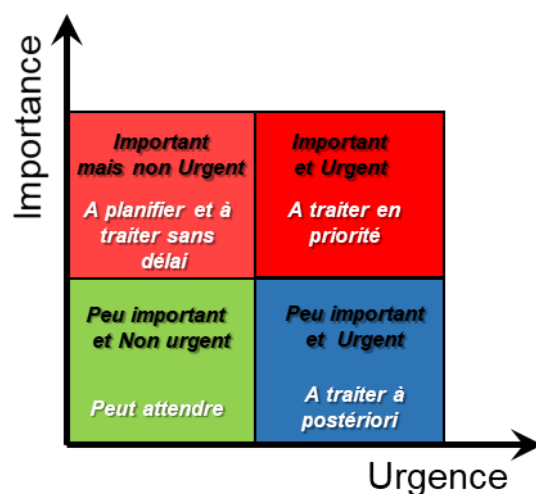 Importance
Important
mais non Urgent
A planifier et à
traiter sans
délai
Important
et Urgent
A traiter en
priorité
Peu important
et Non urgent
Peut attendre
Peu important
et Urgent
A traiter à
postériori
Urgence